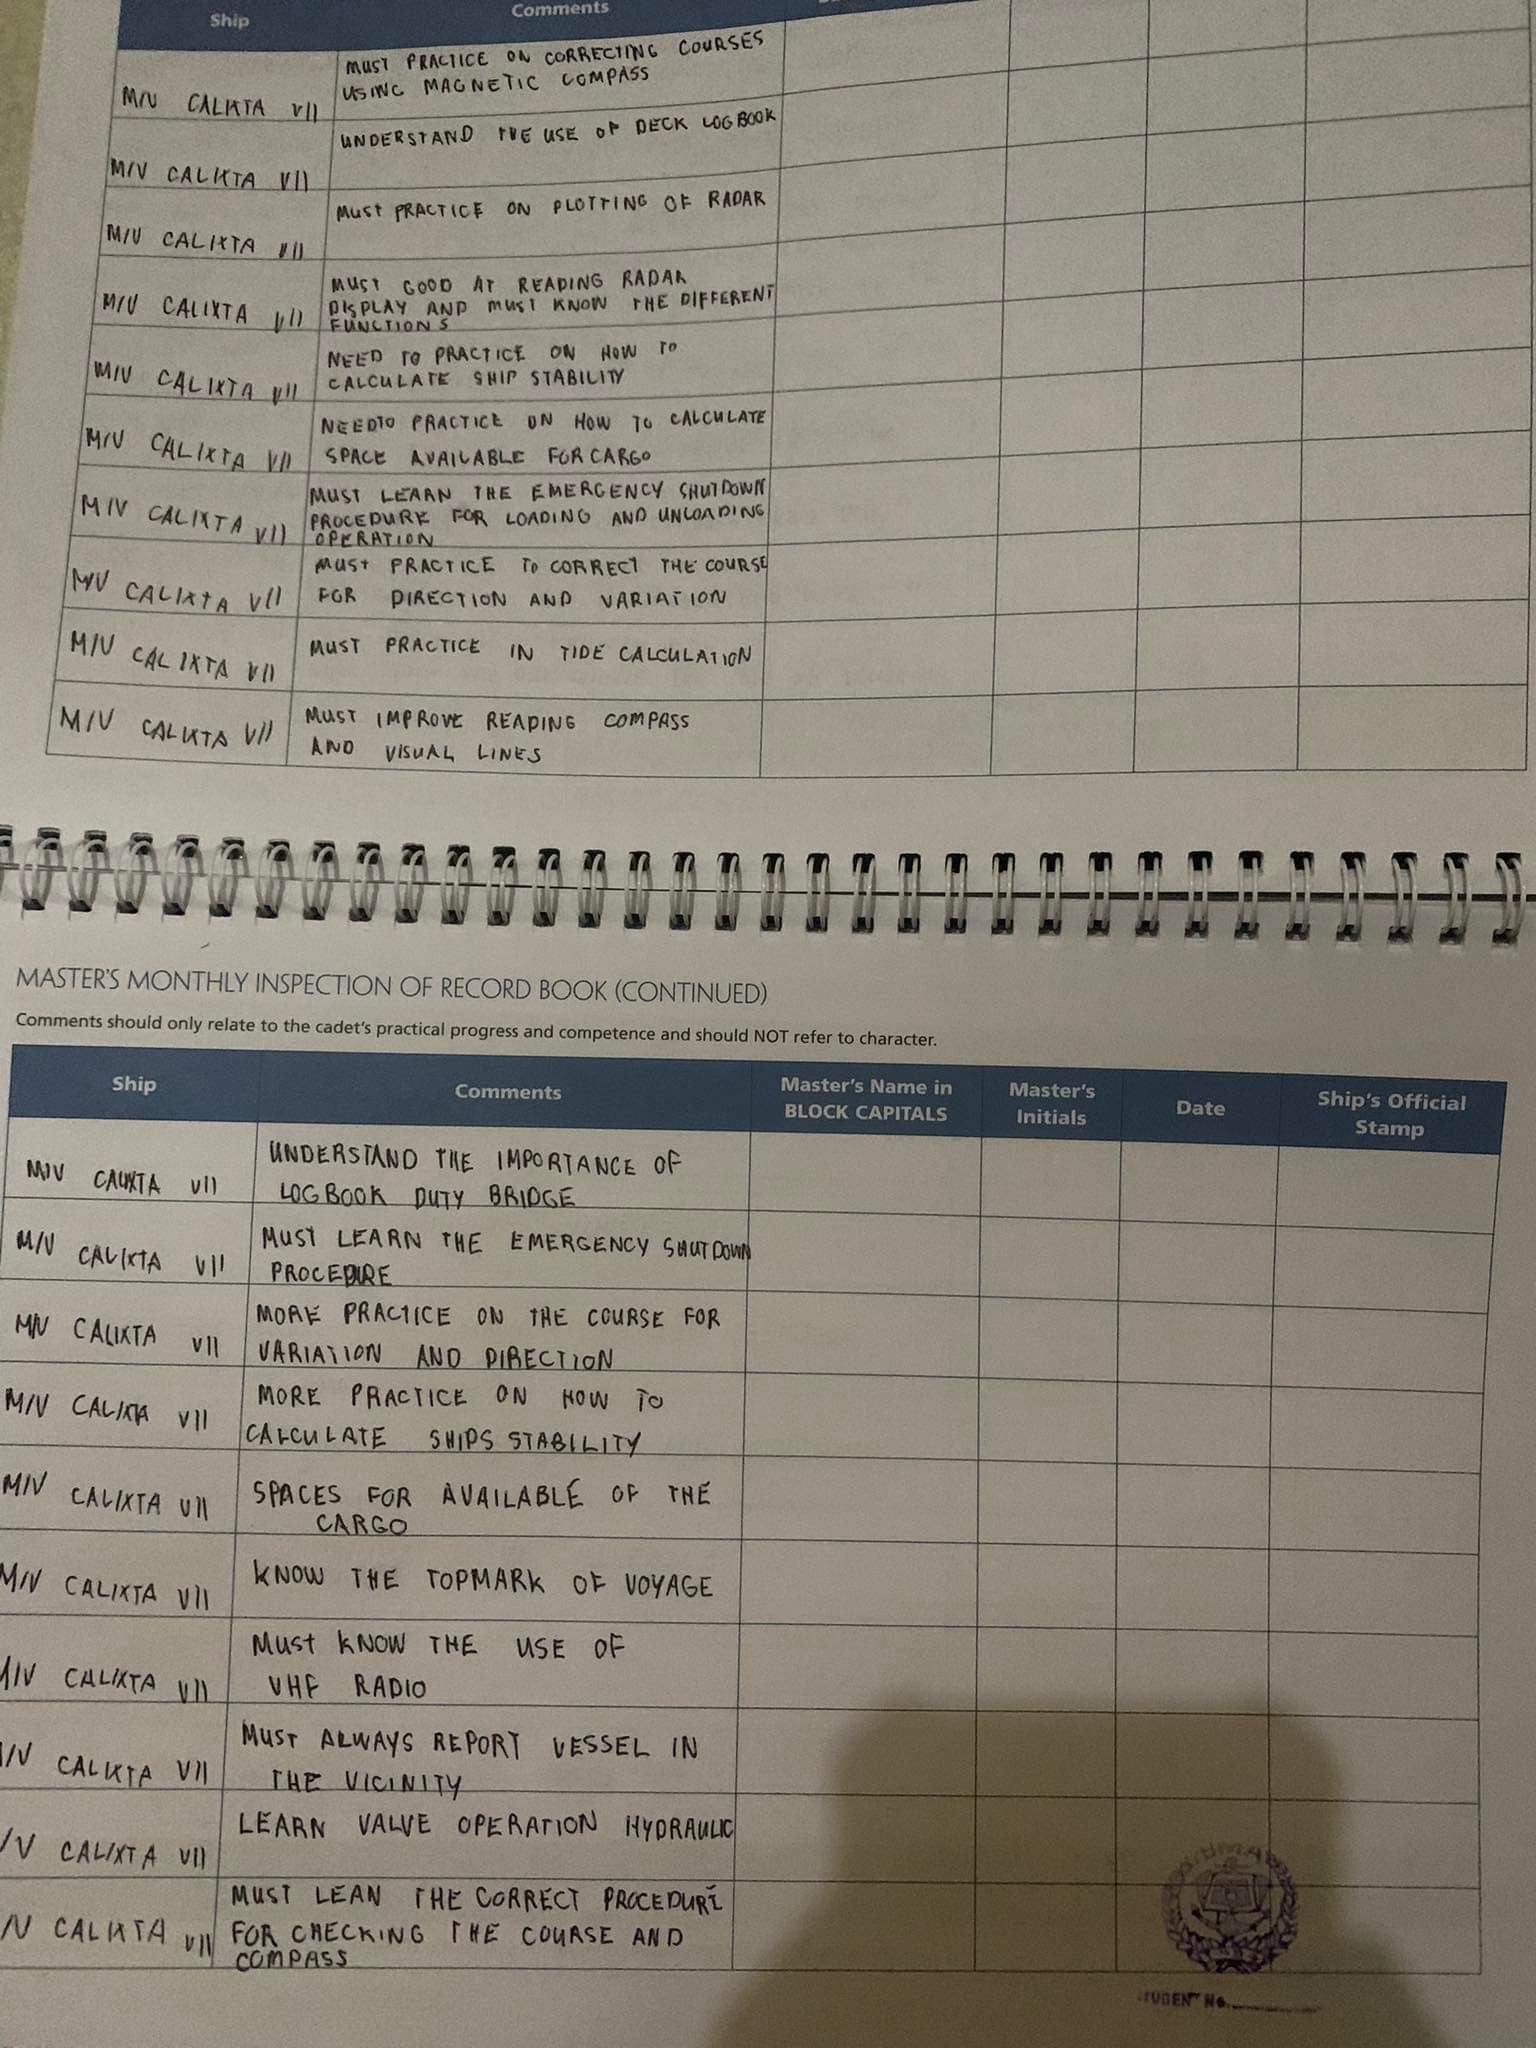 Ship Comments
M/V CALIXTA VII MUST PRACTICE ON CORRECTING COURSES
USING MAGNETIC COMPASS
M/V CALIXTA VII UNDERSTAND THE USE OF DECK LOGBOOK
M/V CALIXTA VII MUST PRACTICE ON PLOTTING OF RADAR
M/V CALIXTA VII MUST GOOD AT READING RADAR
DISPLAY AND MUST KNOW THE DIFFERENT
FUNCTIONS
M/V CALIXTA VII NEED TO PRACTICE ON HOW TO
CALCULATE SHIP STABILITY
M/V CALIXTA VII NEED TO PRACTICE ON HOW TO CALCULATE
SPACE AVAILABLE FOR CARGO
M/V CALIXTA VII MUST LEARN THE EMERGENCY SHUTDOWN
PROCEDURE FOR LOADING AND UNLOADING
OPERATION
M/V CALIXTA VII MUST PRACTICE TO CORRECT THE COURSE
FOR DIRECTION AND VARIATION
M/V CALIXTA VII MUST PRACTICE IN TIDE CALCULATION
M/V CALIXTA VII MUST IMPROVE READING COMPASS
AND VISUAL LINES
MASTER'S MONTHLY INSPECTION OF RECORD BOOK (CONTINUED)
Comments should only relate to the cadet's practical progress and competence and should NOT refer to character.
Ship Comments Master's Name in BLOCK CAPITALS Master's Initials Date Ship's Official Stamp
M/V CALIXTA VII UNDERSTAND THE IMPORTANCE OF
LOGBOOK DUTY BRIDGE
M/V CALIXTA VII MUST LEARN THE EMERGENCY SHUTDOWN
PROCEDURE
M/V CALIXTA VII MORE PRACTICE ON THE COURSE FOR
VARIATION AND DIRECTION
M/V CALIXTA VII MORE PRACTICE ON HOW TO
CALCULATE SHIPS STABILITY
M/V CALIXTA VII SPACES FOR AVAILABLE OF THE
CARGO
M/V CALIXTA VII KNOW THE TOPMARK OF VOYAGE
M/V CALIXTA VII MUST KNOW THE USE OF
VHF RADIO
/V CALIXTA VII MUST ALWAYS REPORT VESSEL IN
THE VICINITY
/V CALIXTA VII LEARN VALVE OPERATION HYDRAULIC
/V CALIXTA VII MUST LEAN THE CORRECT PROCEDURE
FOR CHECKING THE COURSE AND
COMPASS
STUDENT No.